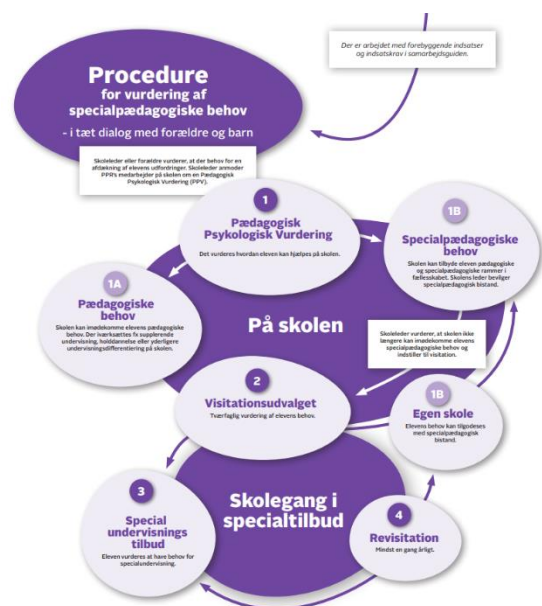 Der er arbejdet med forebyggende indsatser
og indsatskrav i samarbejdsguiden.
Procedure
for vurdering af
specialpædagogiske behov
- i tæt dialog med forældre og barn
Skoleleder eller forældre vurderer, at der behov for en
afdækning af elevens udfordringer. Skoleleder anmoder
PPR's medarbejder på skolen om en Pædagogisk
Psykologisk Vurdering (PPV).
1
Pædagogisk
Psykologisk Vurdering
Det vurderes hvordan eleven kan hjælpes på skolen.
1B
Specialpædagogiske
behov
Skolen kan tilbyde eleven pædagogiske
og specialpædagogiske rammer i
fællesskabet. Skolens leder bevilger
specialpædagogisk bistand.
1A
Pædagogiske
behov
Skolen kan imødekomme elevens pædagogiske
behov. Der iværksættes fx supplerende
undervisning, holddannelse eller yderligere
undervisningsdifferentiering på skolen.
På skolen
Skoleleder vurderer, at skolen ikke
længere kan imødekomme elevens
specialpædagogiske behov og
indstiller til visitation.
2
Visitationsudvalget
Tværfaglig vurdering af elevens behov.
1B
Egen skole
Elevens behov kan tilgodeses
med specialpædagogisk
bistand.
3
Special
undervisnings
tilbud
Eleven vurderes at have behov for
specialundervisning.
Skolegang i
specialtilbud
4
Revisitation
Mindst en gang årligt.